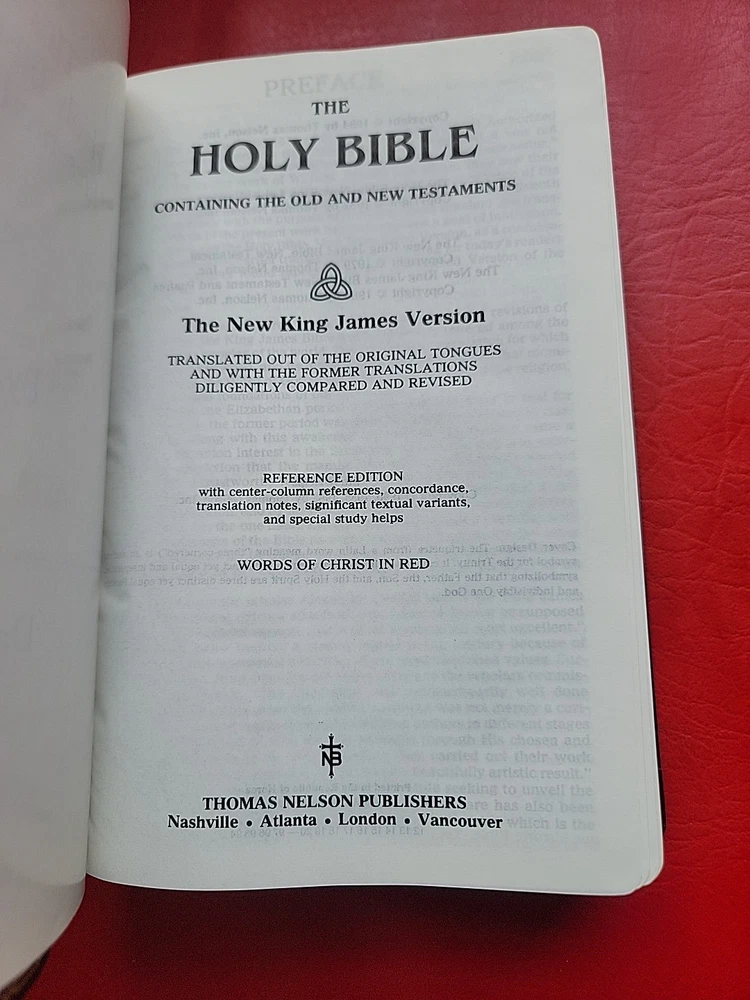 THE
HOLY BIBLE
CONTAINING THE OLD AND NEW TESTAMENTS
The New King James Version
TRANSLATED OUT OF THE ORIGINAL TONGUES
AND WITH THE FORMER TRANSLATIONS
DILIGENTLY COMPARED AND REVISED
REFERENCE EDITION
with center-column references, concordance,
translation notes, significant textual variants,
and special study helps
WORDS OF CHRIST IN RED
NB
THOMAS NELSON PUBLISHERS
Nashville • Atlanta • London • Vancouver